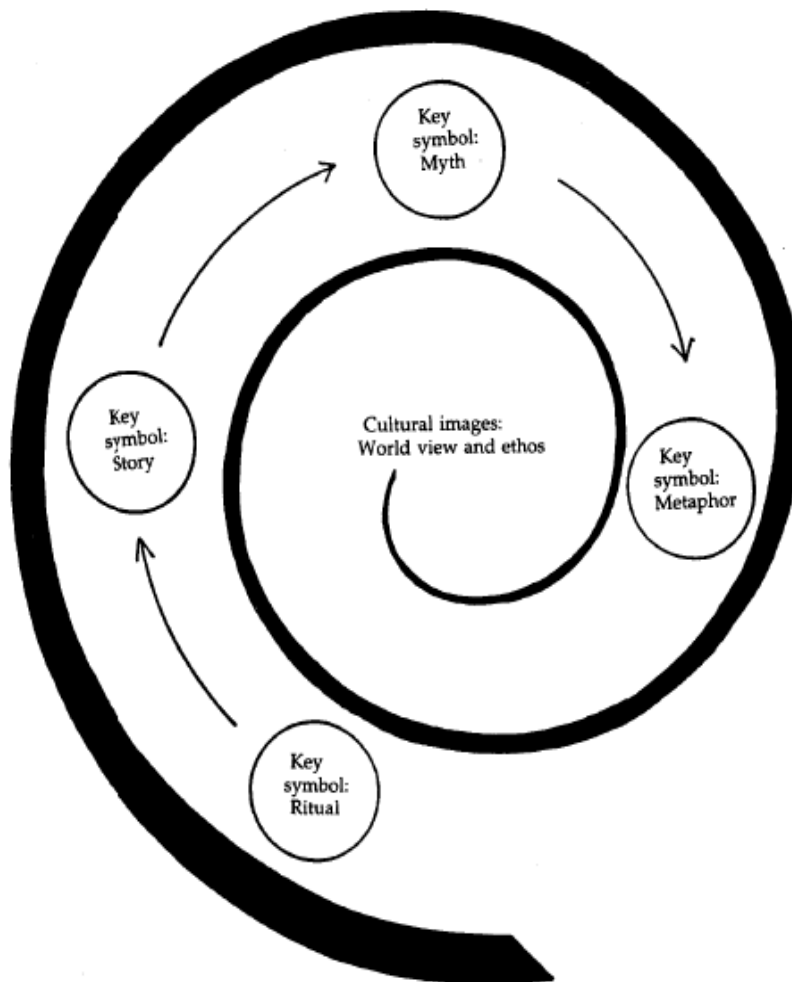 Key
symbol:
Myth
Key
symbol:
Story
Cultural images:
World view and ethos
Key
symbol:
Metaphor
Key
symbol:
Ritual